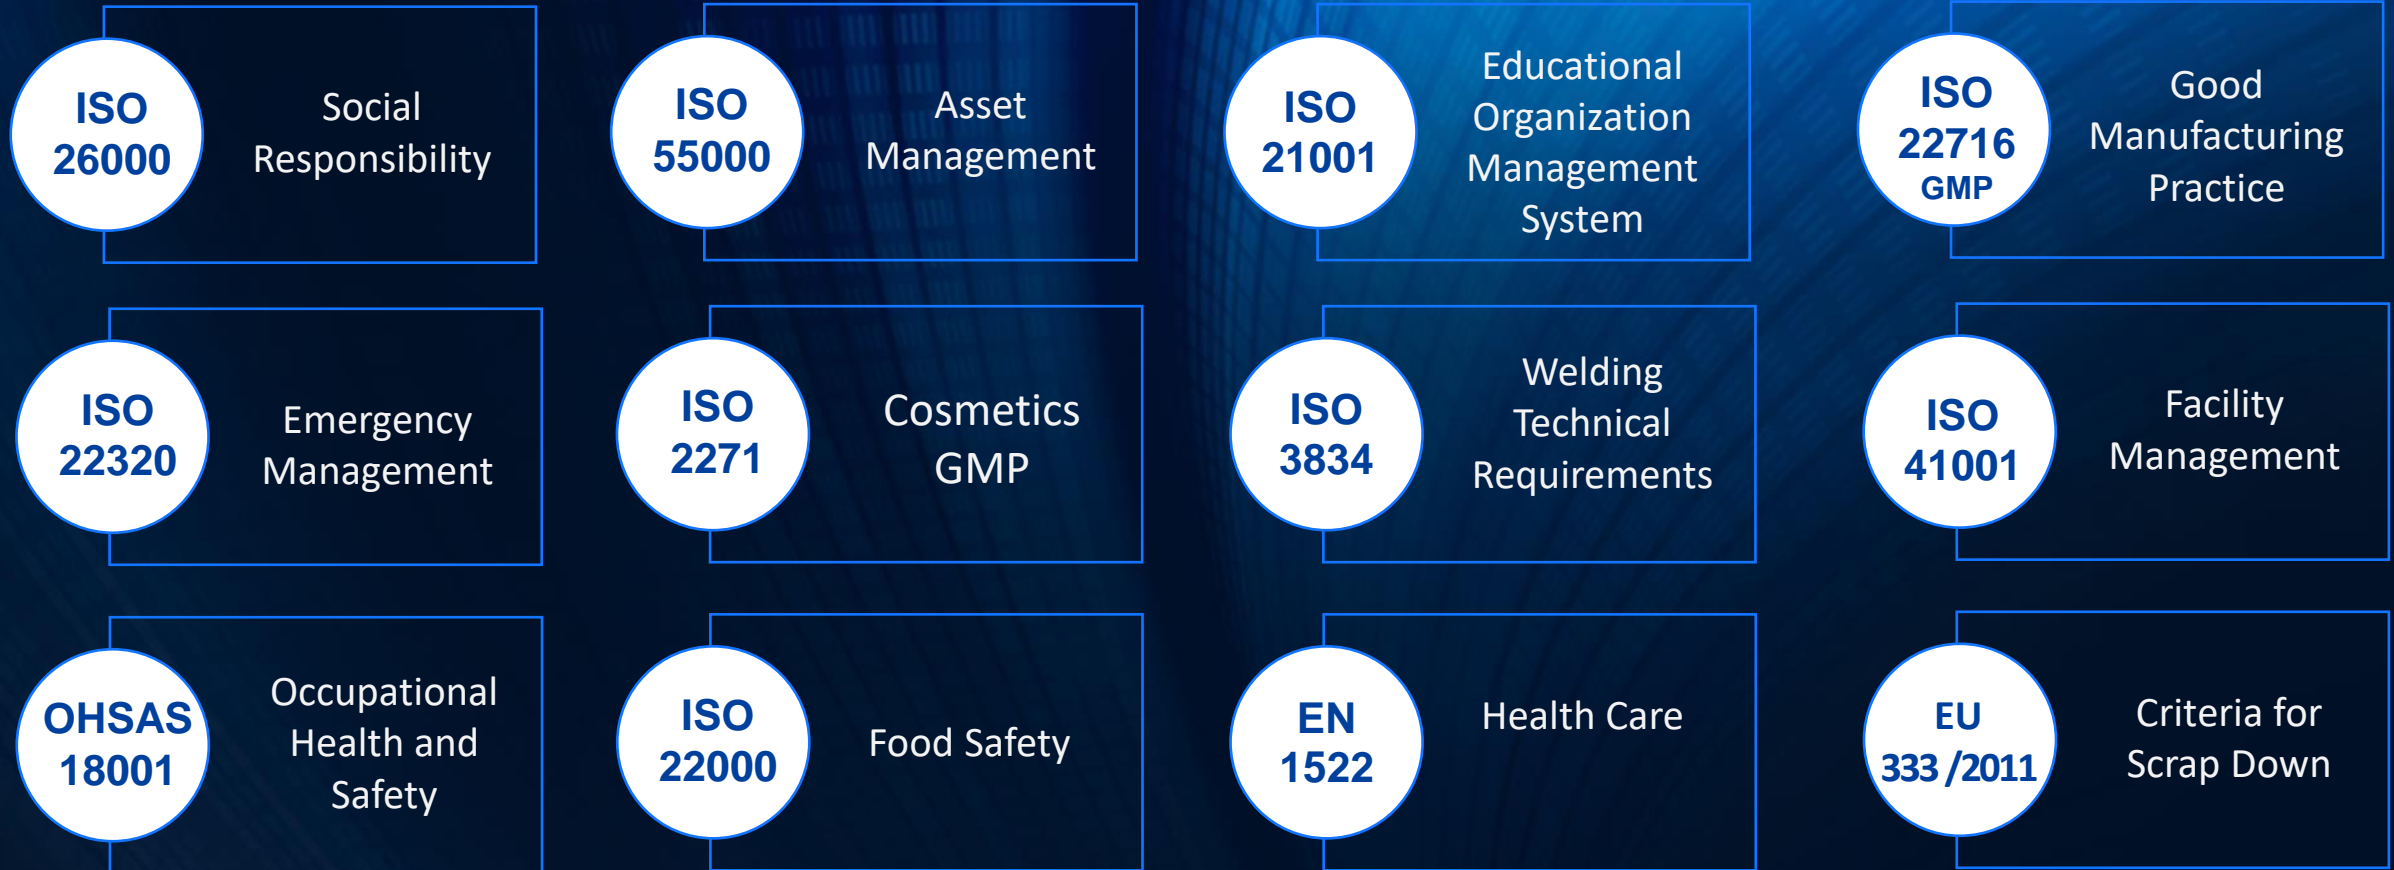 ISO
26000
Social
Responsibility
ISO
55000
Asset
Management
ISO
21001
Educational
Organization
Management
System
ISO
22716
GMP
Good
Manufacturing
Practice
ISO
22320
Emergency
Management
ISO
2271
Cosmetics
GMP
ISO
3834
Welding
Technical
Requirements
ISO
41001
Facility
Management
OHSAS
18001
Occupational
Health and
Safety
ISO
22000
Food Safety
EN
1522
Health Care
EU
333 /2011
Criteria for
Scrap Down